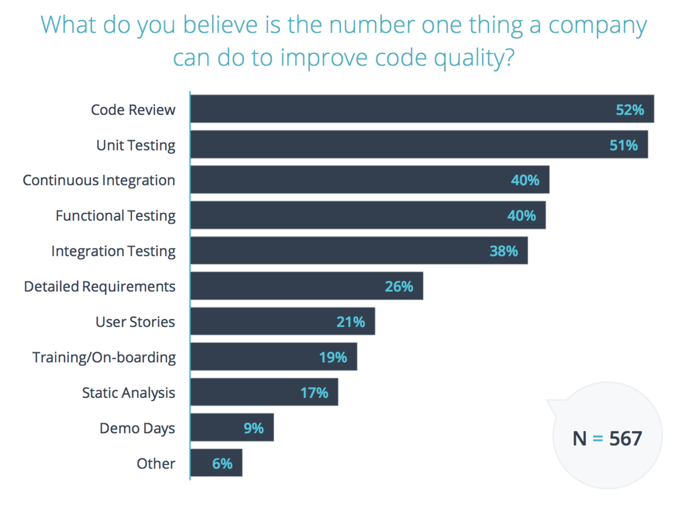 What do you believe is the number one thing a company
can do to improve code quality?
Code Review 52%
Unit Testing 51%
Continuous Integration 40%
Functional Testing 40%
Integration Testing 38%
Detailed Requirements 26%
User Stories 21%
Training/On-boarding 19%
Static Analysis 17%
Demo Days 9%
Other 6%
N = 567